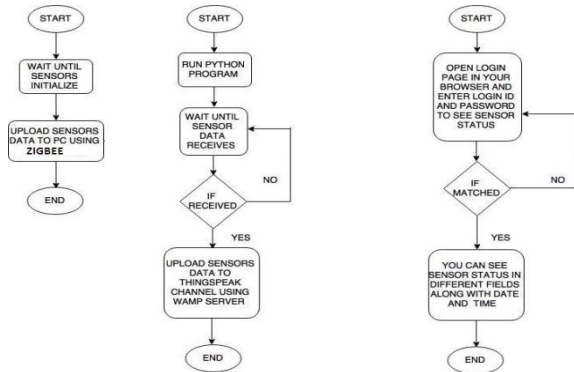 START
WAIT UNTIL
SENSORS
INITIALIZE
UPLOAD SENSORS
DATA TO PC USING
ZIGBEE
END
START
RUN PYTHON
PROGRAM
WAIT UNTIL
SENSOR
DATA
RECEIVES
NO
IF
RECEIVED
YES
UPLOAD SENSORS
DATA TO
THINGSPEAK
CHANNEL USING
WAMP SERVER
END
START
OPEN LOGIN
PAGE IN YOUR
BROWSER AND
ENTER LOGIN ID
AND PASSWORD
TO SEE SENSOR
STATUS
IF
MATCHED
NO
YES
YOU CAN SEE
SENSOR STATUS IN
DIFFERENT FIELDS
ALONG WITH DATE
AND TIME
END